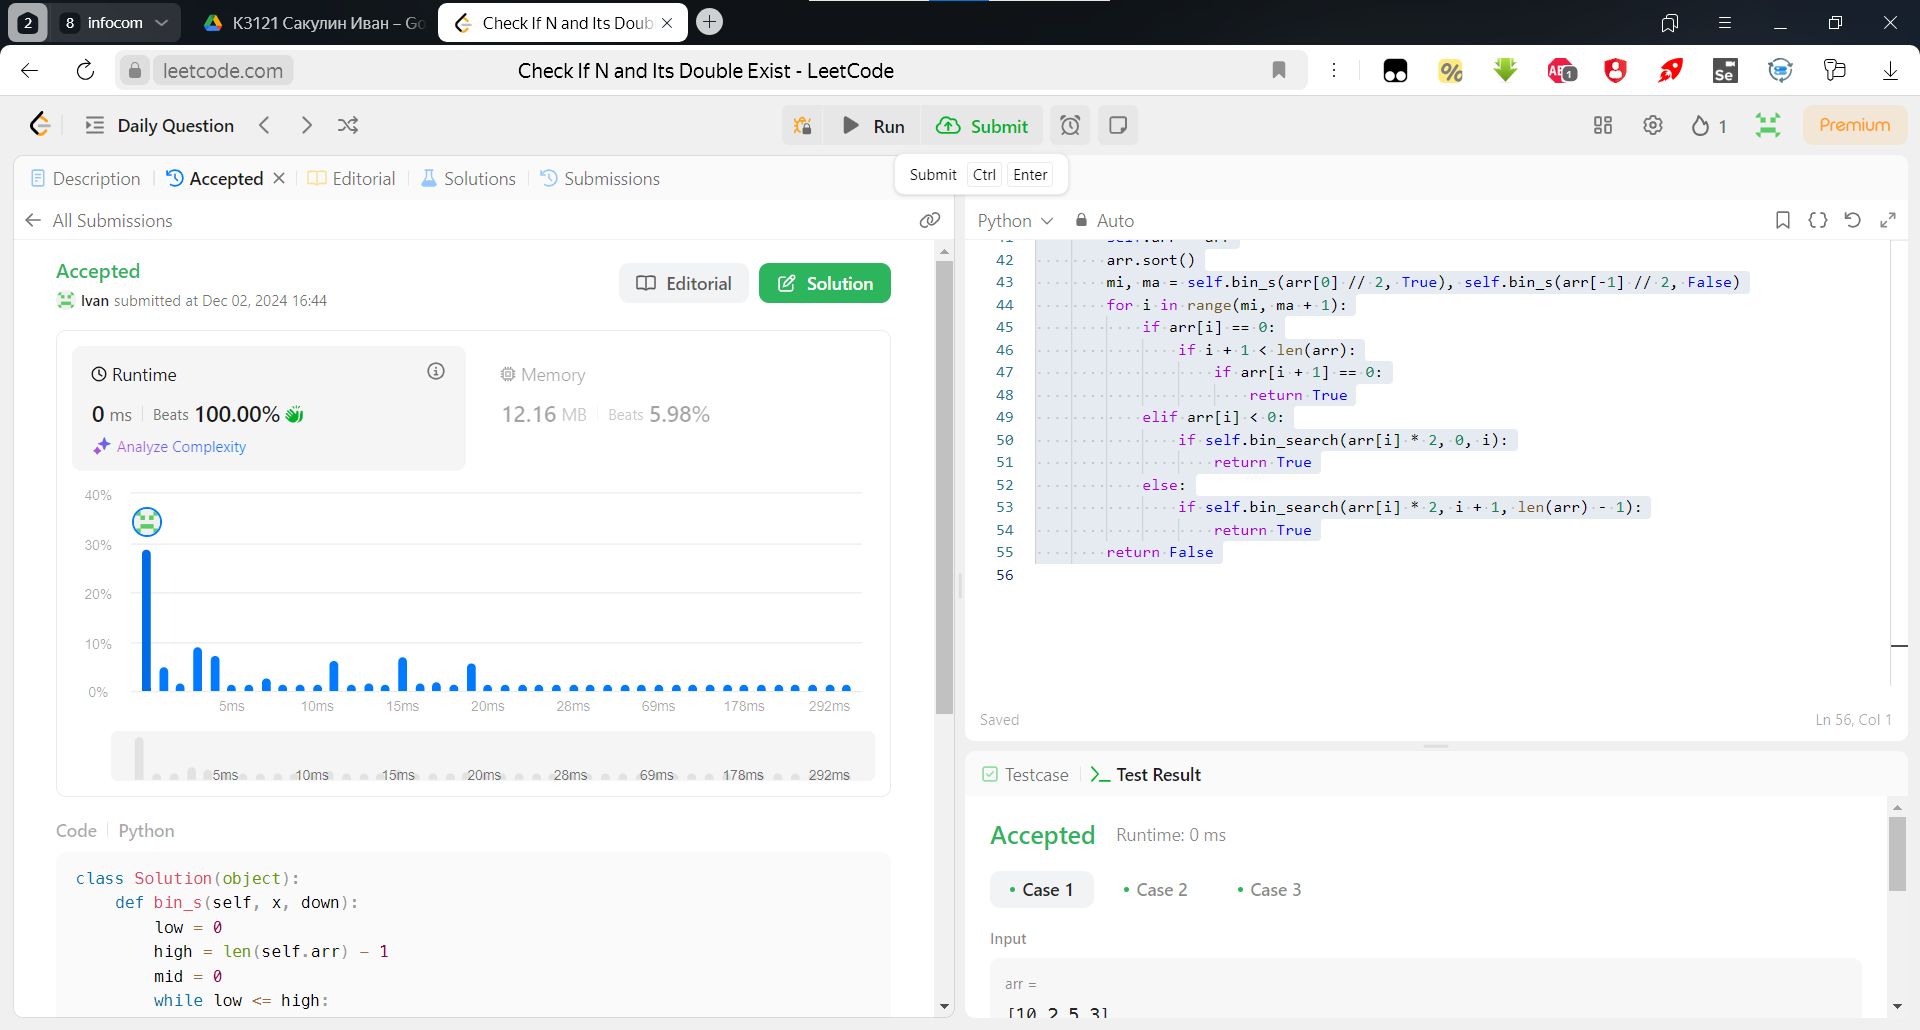 2
8 infocom
К3121 Сакулин Иван – Go
Check If N and Its Doub
leetcode.com
Check If N and Its Double Exist - LeetCode
Daily Question
Run
Submit
1
Premium
Submit Ctrl Enter
Description
Accepted
Editorial
Solutions
Submissions
All Submissions
Accepted
Ivan submitted at Dec 02, 2024 16:44
Editorial
Solution
Runtime
0 ms Beats 100.00%
Analyze Complexity
Memory
12.16 MB Beats 5.98%
40%
30%
20%
10%
0%
5ms 10ms 15ms 20ms 28ms 69ms 178ms 292ms
5ms 10ms 15ms 20ms 28ms 69ms 178ms 292ms
Code Python
class Solution(object):
def bin_s(self, x, down):
low = 0
high = len(self.arr) - 1
mid = 0
while low <= high:
Python Auto
42 arr.sort()
43 mi, ma = self.bin_s(arr[0] // 2, True), self.bin_s(arr[-1] // 2, False)
44 for i in range(mi, ma + 1):
45 if arr[i] == 0:
46 if i + 1 < len(arr):
47 if arr[i + 1] == 0:
48 return True
49 elif arr[i] < 0:
50 if self.bin_search(arr[i] * 2, 0, i):
51 return True
52 else:
53 if self.bin_search(arr[i] * 2, i + 1, len(arr) - 1):
54 return True
55 return False
56
Saved
Ln 56, Col 1
Testcase
Test Result
Accepted Runtime: 0 ms
Case 1
Case 2
Case 3
Input
arr =
[10,2,5,3]